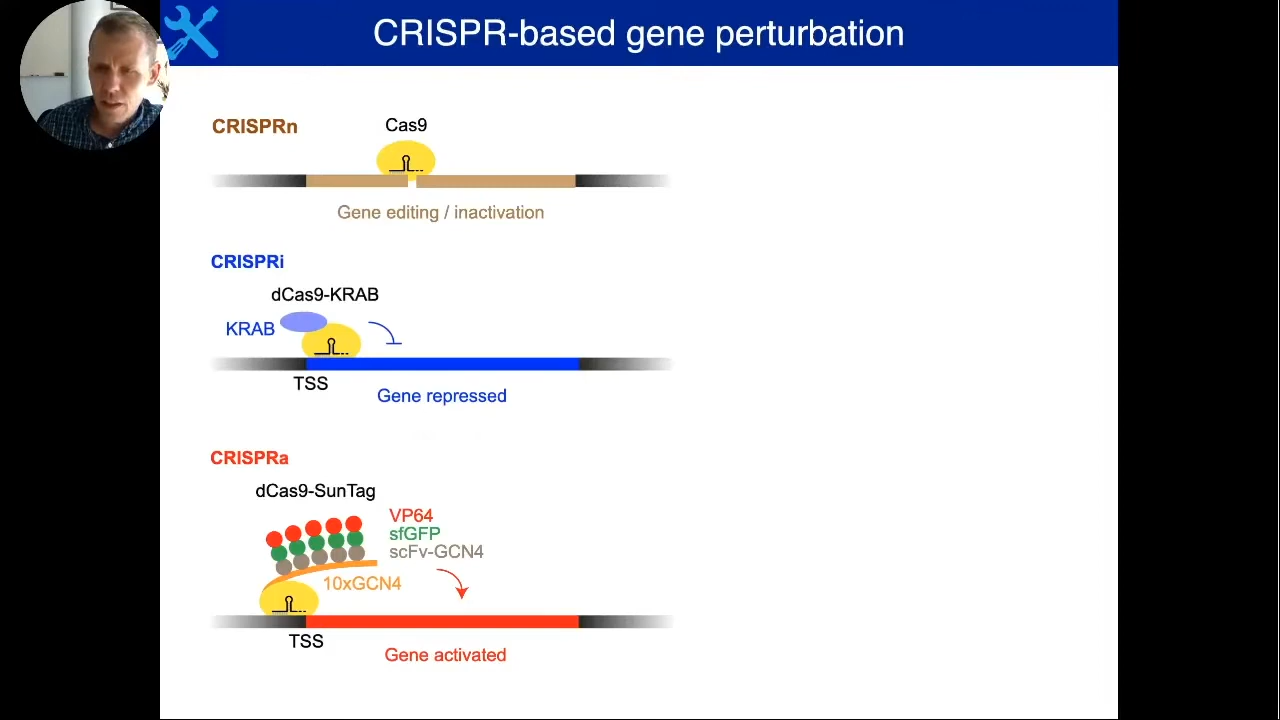 CRISPR-based gene perturbation
CRISPRn
Cas9
Gene editing / inactivation
CRISPRi
dCas9-KRAB
KRAB
TSS
Gene repressed
CRISPRa
dCas9-SunTag
VP64
sfGFP
scFv-GCN4
10xGCN4
TSS
Gene activated